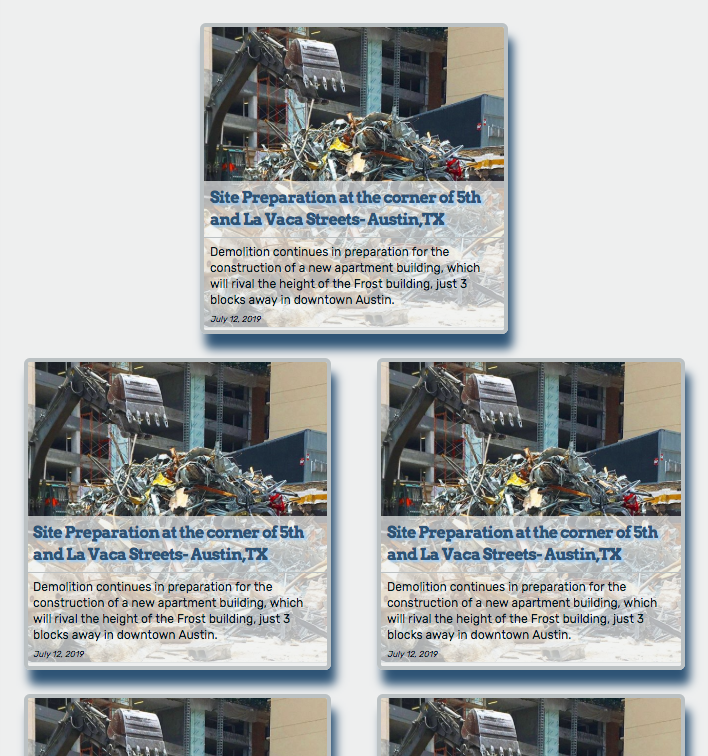 Site Preparation at the corner of 5th
and La Vaca Streets- Austin,TX
Demolition continues in preparation for the
construction of a new apartment building, which
will rival the height of the Frost building, just 3
blocks away in downtown Austin.
July 12, 2019
Site Preparation at the corner of 5th
and La Vaca Streets- Austin,TX
Demolition continues in preparation for the
construction of a new apartment building, which
will rival the height of the Frost building, just 3
blocks away in downtown Austin.
July 12, 2019
Site Preparation at the corner of 5th
and La Vaca Streets- Austin,TX
Demolition continues in preparation for the
construction of a new apartment building, which
will rival the height of the Frost building, just 3
blocks away in downtown Austin.
July 12, 2019